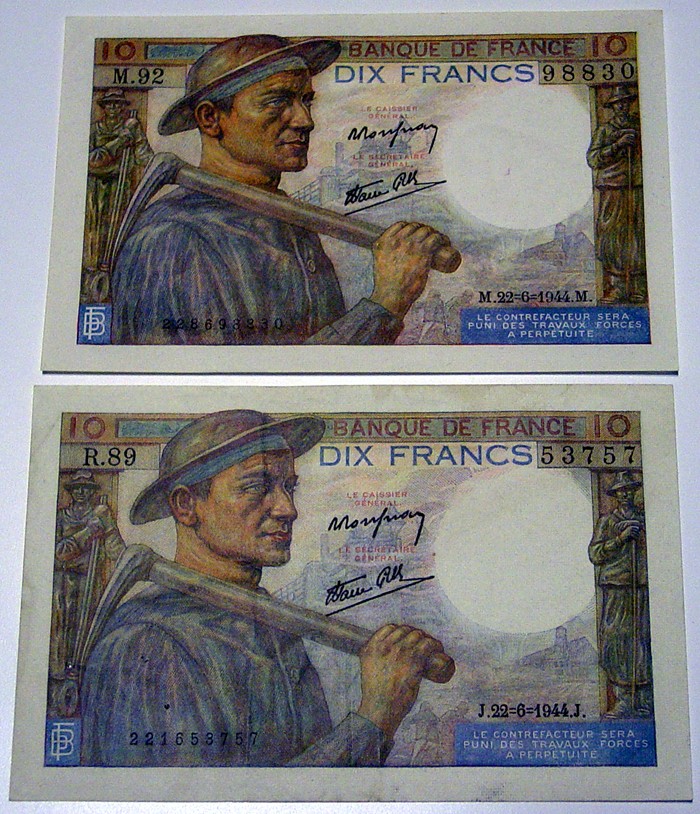 10 BANQUE DE FRANCE 10
M.92 DIX FRANCS 98830
LE CAISSIER
GÉNÉRAL,
LE SECRÉTAIRE
GÉNÉRAL,
M.22=6=1944.M.
228698830
LE CONTREFACTEUR SERA
PUNI DES TRAVAUX FORCÉS
A PERPÉTUITÉ
10 BANQUE DE FRANCE 10
R.89 DIX FRANCS 53757
LE CAISSIER
GÉNÉRAL,
LE SECRÉTAIRE
GÉNÉRAL,
J.22=6=1944.J.
221653757
LE CONTREFACTEUR SERA
PUNI DES TRAVAUX FORCÉS
A PERPÉTUITÉ